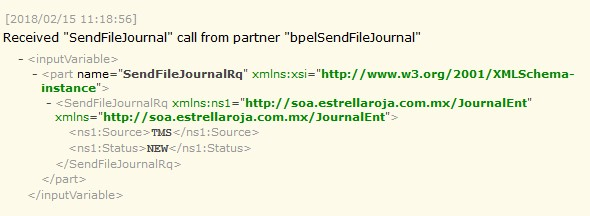 [2018/02/15 11:18:56]
Received "SendFileJournal" call from partner "bpelSendFileJournal"
- <inputVariable>
- <part name="SendFileJournalRq" xmlns:xsi="http://www.w3.org/2001/XMLSchema-
instance">
- <SendFileJournalRq xmlns:ns1="http://soa.estrellaroja.com.mx/JournalEnt"
xmlns="http://soa.estrellaroja.com.mx/JournalEnt">
<ns1:Source>TMS</ns1:Source>
<ns1:Status>NEW</ns1:Status>
</SendFileJournalRq>
</part>
</inputVariable>